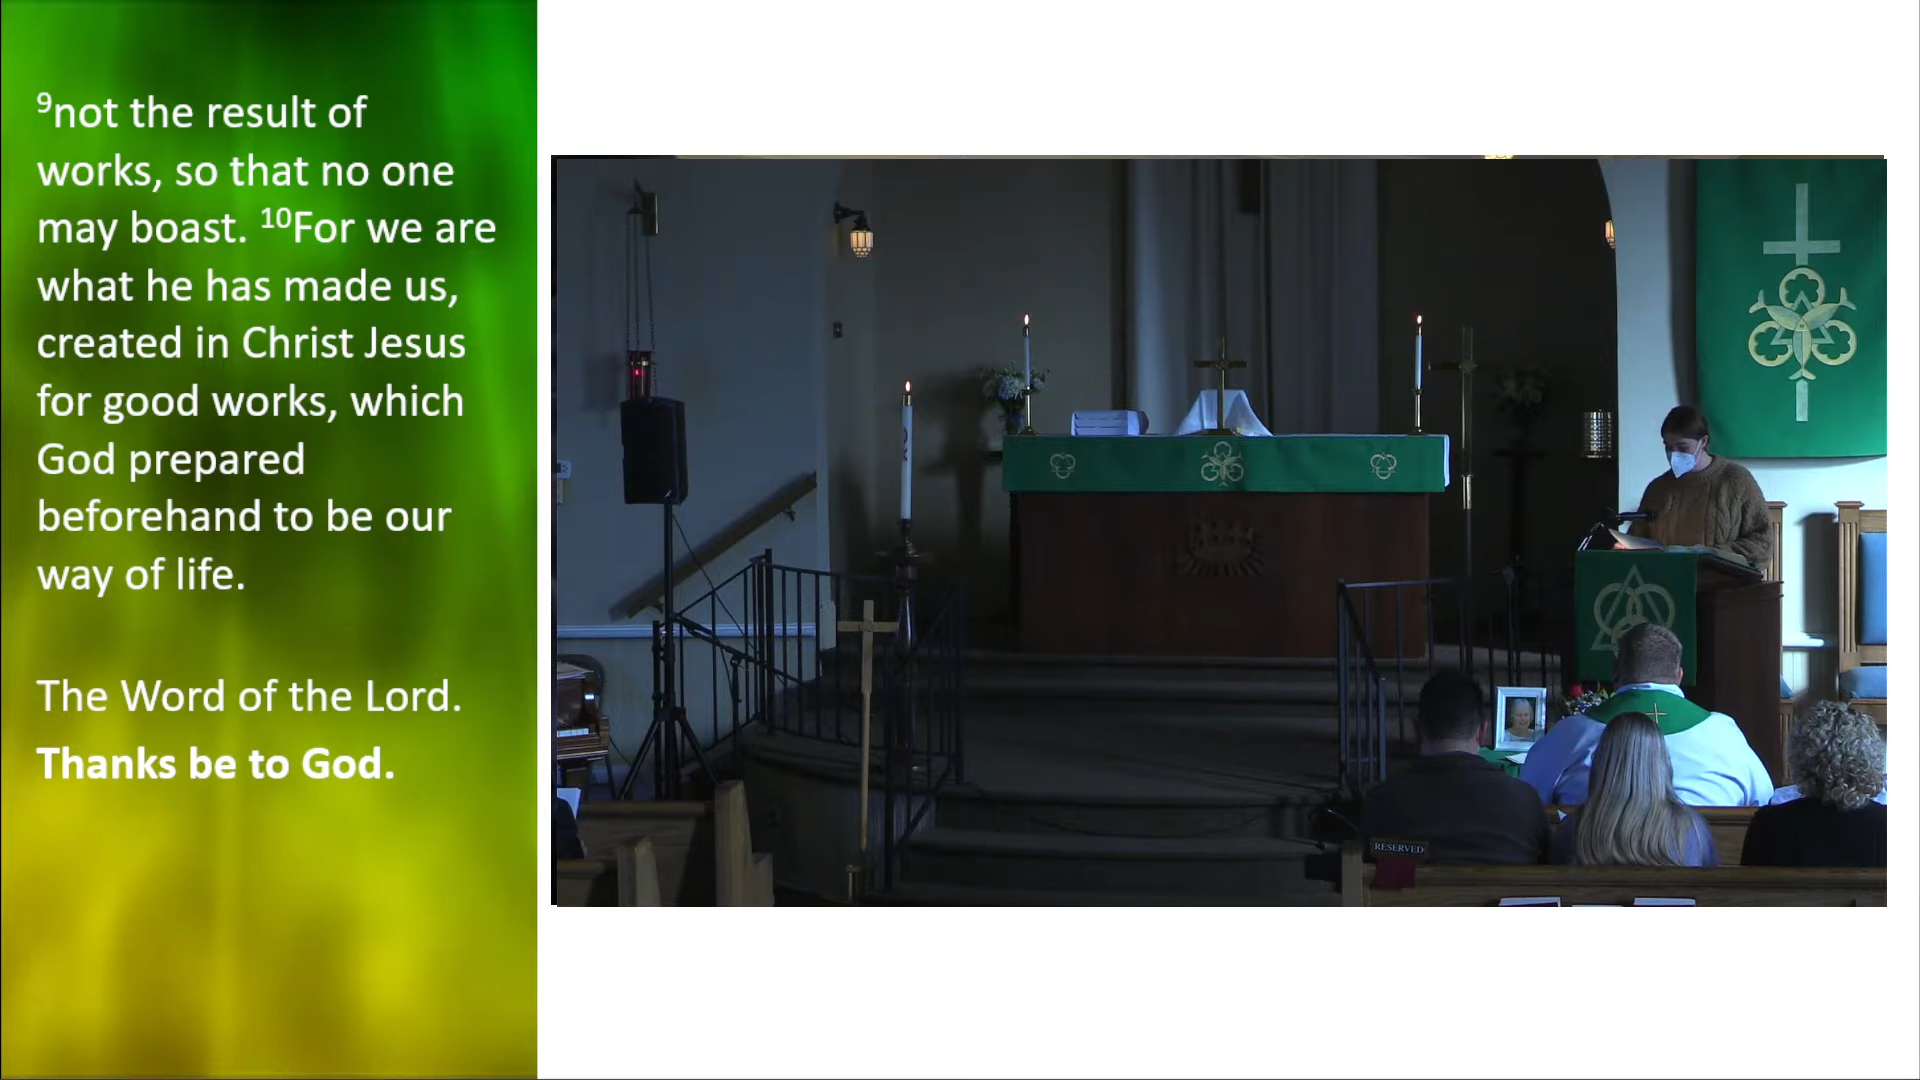 ⁹not the result of
works, so that no one
may boast. ¹⁰For we are
what he has made us,
created in Christ Jesus
for good works, which
God prepared
beforehand to be our
way of life.
The Word of the Lord.
Thanks be to God.
RESERVED